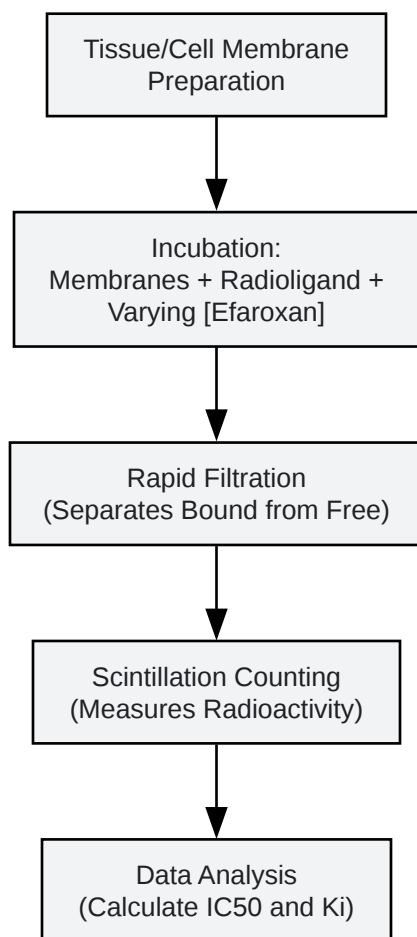 Tissue/Cell Membrane
Preparation
Incubation:
Membranes + Radioligand +
Varying [Efaroxan]
Rapid Filtration
(Separates Bound from Free)
Scintillation Counting
(Measures Radioactivity)
Data Analysis
(Calculate IC50 and Ki)